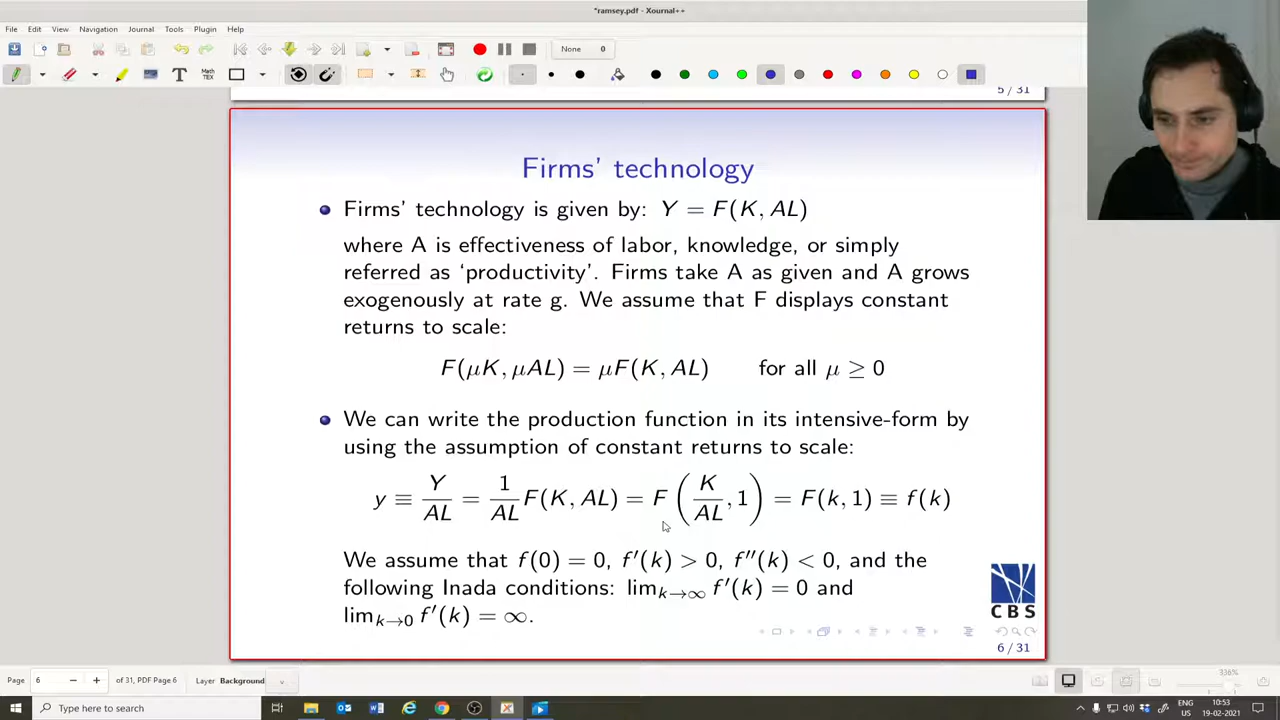 *ramsey.pdf - Xournal++
File Edit View Navigation Journal Tools Plugin Help
None 0
T MATH TEX
5 / 31
Firms' technology
Firms' technology is given by: Y = F(K, AL)
where A is effectiveness of labor, knowledge, or simply
referred as 'productivity'. Firms take A as given and A grows
exogenously at rate g. We assume that F displays constant
returns to scale:
F(μK, μAL) = μF(K, AL) for all μ ≥ 0
We can write the production function in its intensive-form by
using the assumption of constant returns to scale:
y ≡ Y/AL = 1/AL F(K, AL) = F(K/AL, 1) = F(k, 1) ≡ f(k)
We assume that f(0) = 0, f′(k) > 0, f″(k) < 0, and the
following Inada conditions: lim_{k→∞} f′(k) = 0 and
lim_{k→0} f′(k) = ∞.
CBS
6 / 31
Page 6 of 31, PDF Page 6 Layer Background 336%
Type here to search
ENG 10:53
DK 19-02-2021